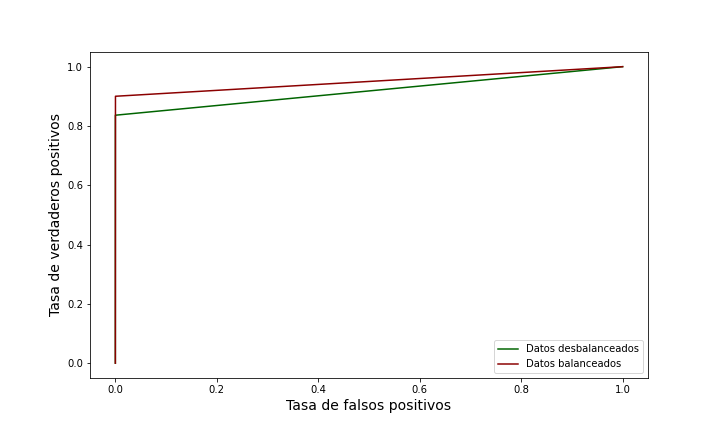 1.0
0.8
0.6
0.4
0.2
0.0
Tasa de verdaderos positivos
Datos desbalanceados
Datos balanceados
0.0 0.2 0.4 0.6 0.8 1.0
Tasa de falsos positivos